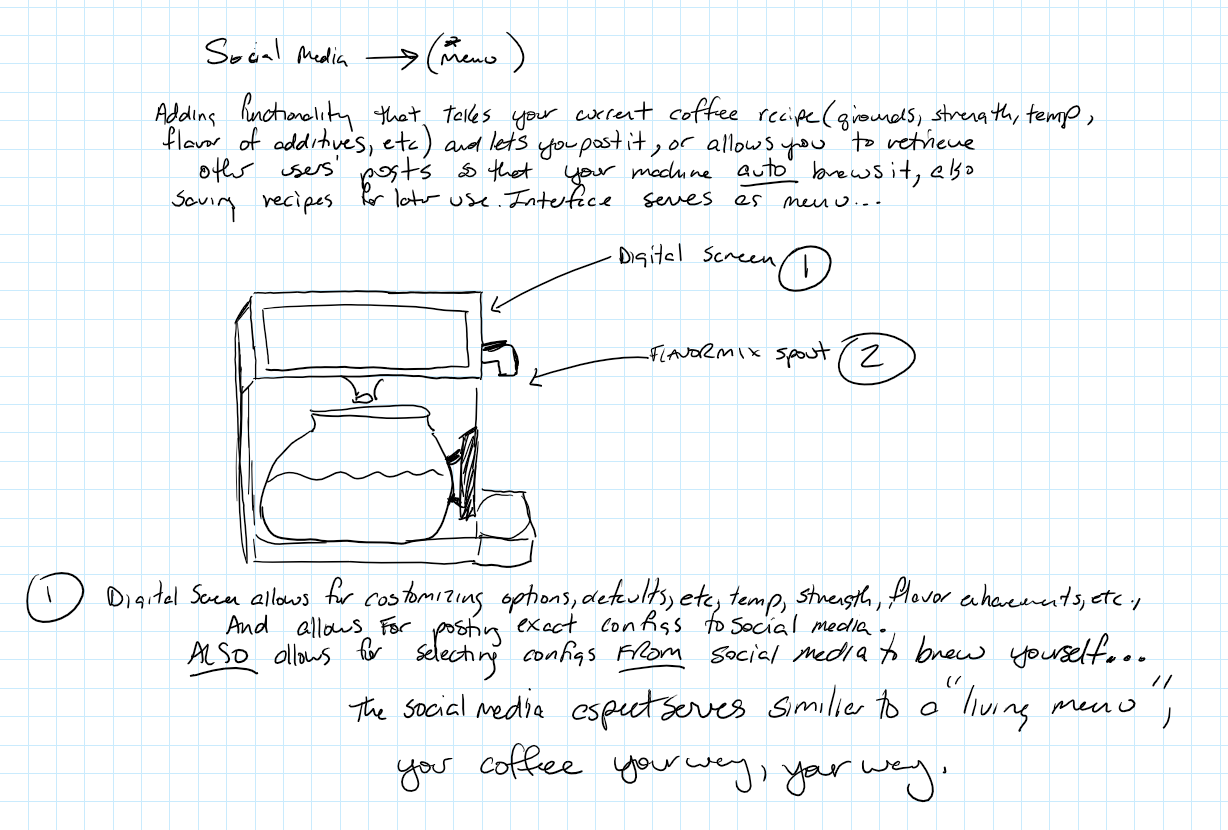 Social Media → (* Menu)
Adding functionality that takes your current coffee recipe (grounds, strength, temp,
flavor of additives, etc) and lets you post it, or allows you to retrieve
other users' posts so that your machine auto brews it, also
saving recipes for later use. Interface serves as menu...
Digital Screen 1
FLAVORMIX spout 2
1 Digital Screen allows for customizing options, defaults, etc, temp, strength, flavor enhancements, etc.,
And allows For posting exact configs to social media.
ALSO allows for selecting configs FROM social media to brew yourself...
The social media aspect serves similar to a "living menu",
your coffee your way, your way.